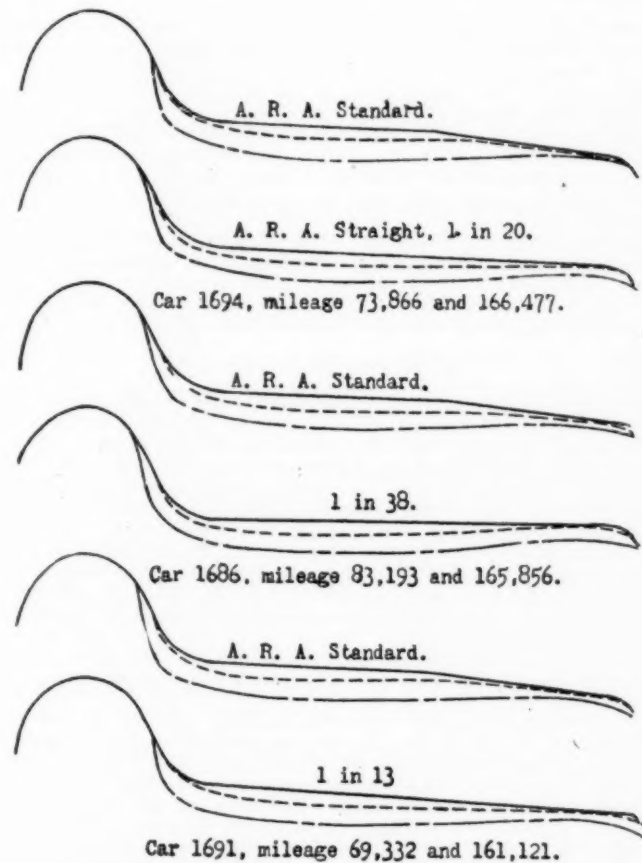 A. R. A. Standard.
A. R. A. Straight, 1 in 20.
Car 1694, mileage 73,866 and 166,477.
A. R. A. Standard.
1 in 38.
Car 1686, mileage 83,193 and 165,856.
A. R. A. Standard.
1 in 13
Car 1691, mileage 69,332 and 161,121.